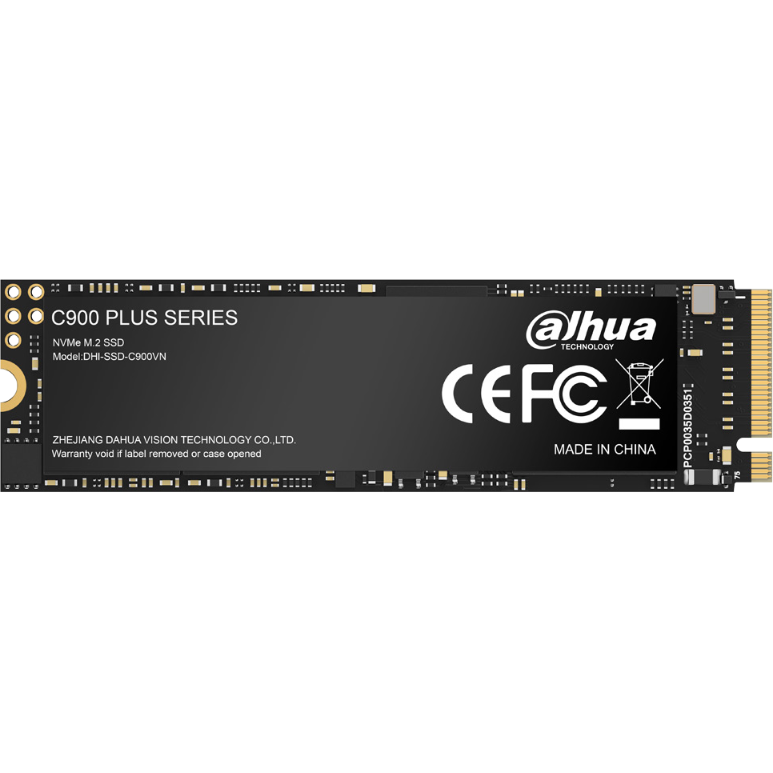 C900 PLUS SERIES
NVMe M.2 SSD
Model:DHI-SSD-C900VN
alhua
TECHNOLOGY
CE FC
ZHEJIANG DAHUA VISION TECHNOLOGY CO.,LTD.
Warranty void if label removed or case opened
MADE IN CHINA
PCP0035D0351
75